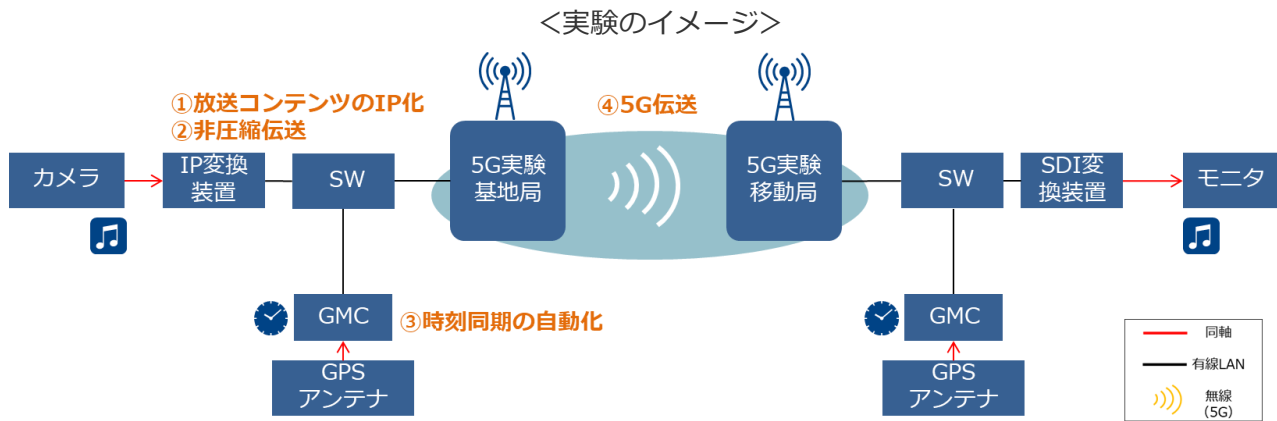 <実験のイメージ>
①放送コンテンツのIP化
②非圧縮伝送
④5G伝送
カメラ
IP変換
装置
SW
5G実験
基地局
5G実験
移動局
SW
SDI変
換装置
モニタ
GMC
③時刻同期の自動化
GPS
アンテナ
GMC
GPS
アンテナ
同軸
有線LAN
無線
(5G)